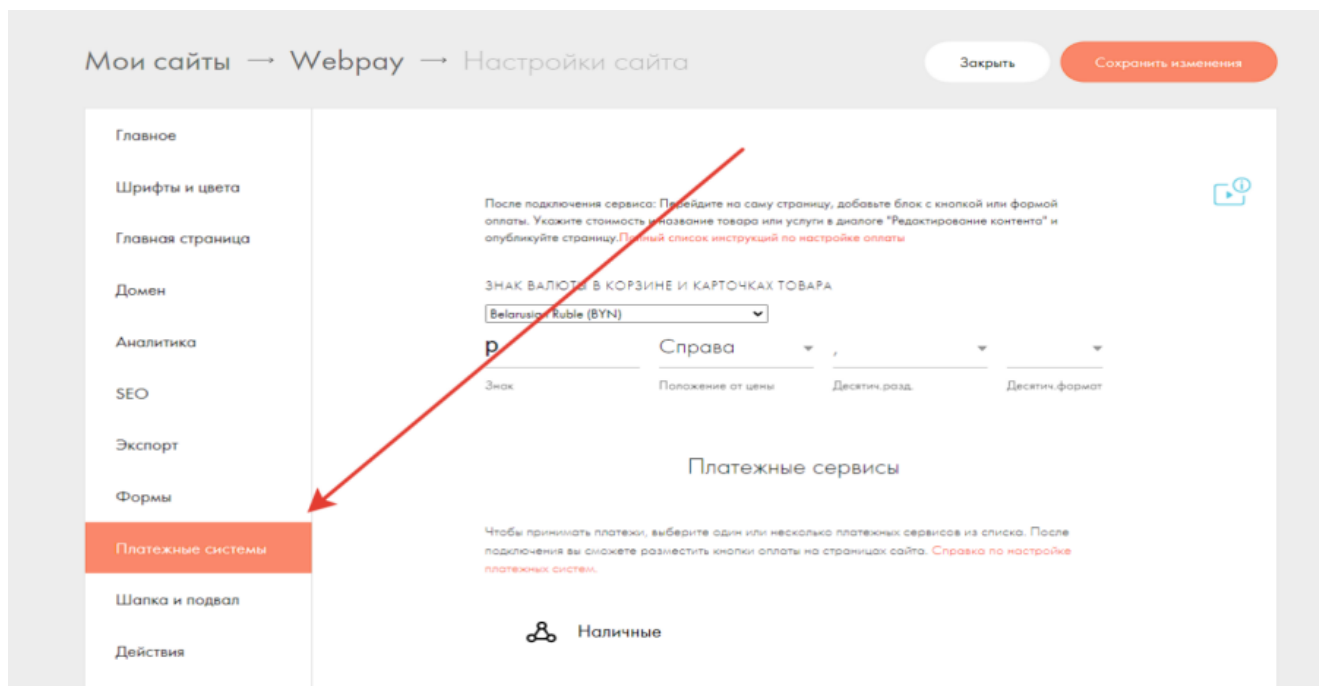 Мои сайты → Webpay → Настройки сайта
Закрыть
Сохранить изменения
Главное
Шрифты и цвета
Главная страница
Домен
Аналитика
SEO
Экспорт
Формы
Платежные системы
Шапка и подвал
Действия
После подключения сервиса: Перейдите на саму страницу, добавьте блок с кнопкой или формой
оплаты. Укажите стоимость и название товара или услуги в диалоге "Редактирование контента" и
опубликуйте страницу.Полный список инструкций по настройке оплаты
ЗНАК ВАЛЮТЫ В КОРЗИНЕ И КАРТОЧКАХ ТОВАРА
Belarusian Ruble (BYN)
р Справа ,
Знак Положение от цены Десятич.разд. Десятич.формат
Платежные сервисы
Чтобы принимать платежи, выберите один или несколько платежных сервисов из списка. После
подключения вы сможете разместить кнопки оплаты на страницах сайта. Справка по настройке
платежных систем.
Наличные